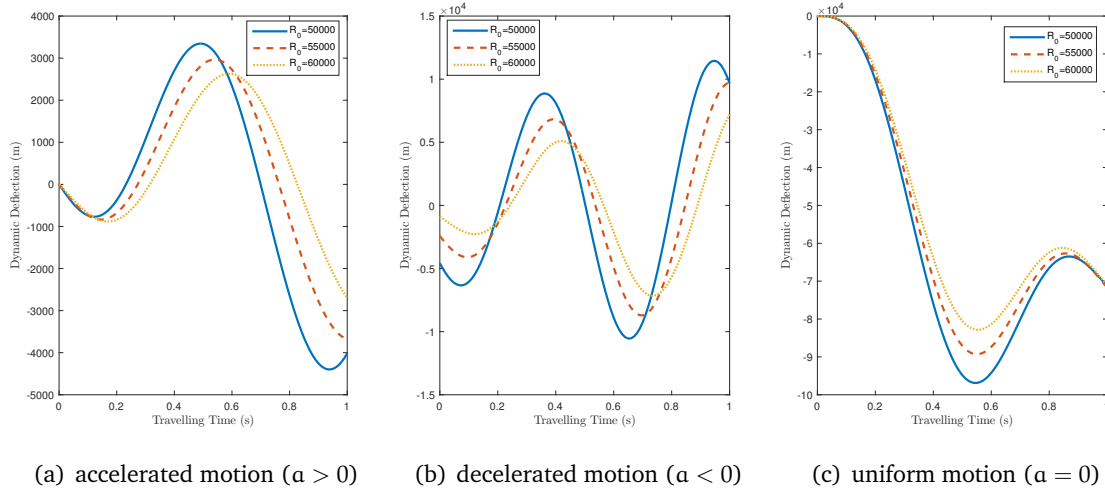 4000
3000
2000
1000
0
-1000
-2000
-3000
-4000
-5000
0 0.2 0.4 0.6 0.8 1
Dynamic Deflection (m)
Travelling Time (s)
R0=50000
R0=55000
R0=60000
×10^4
1.5
1
0.5
0
-0.5
-1
-1.5
0 0.2 0.4 0.6 0.8 1
Dynamic Deflection (m)
Travelling Time (s)
R0=50000
R0=55000
R0=60000
×10^4
0
-1
-2
-3
-4
-5
-6
-7
-8
-9
-10
0 0.2 0.4 0.6 0.8 1
Dynamic Deflection (m)
Travelling Time (s)
R0=50000
R0=55000
R0=60000
(a) accelerated motion (a > 0)
(b) decelerated motion (a < 0)
(c) uniform motion (a = 0)